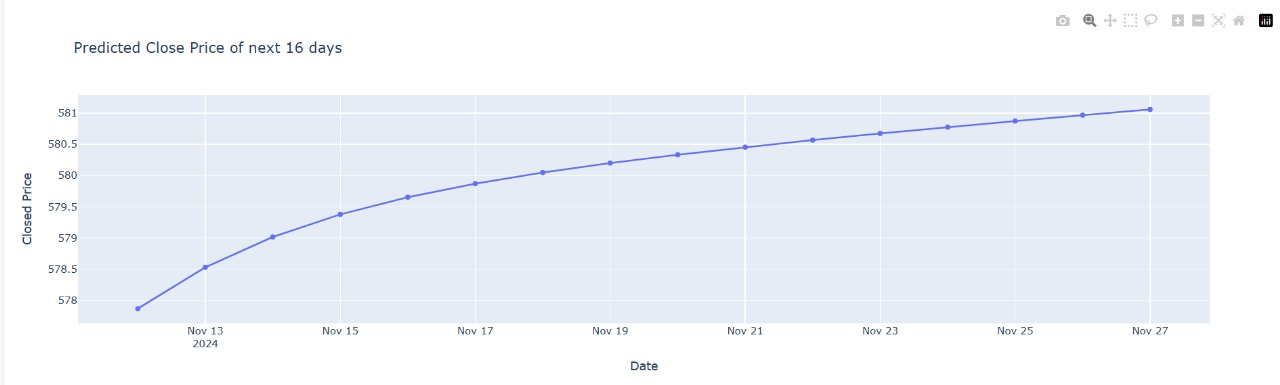 Predicted Close Price of next 16 days
581
580.5
580
579.5
579
578.5
578
Closed Price
Nov 13
2024
Nov 15
Nov 17
Nov 19
Nov 21
Nov 23
Nov 25
Nov 27
Date